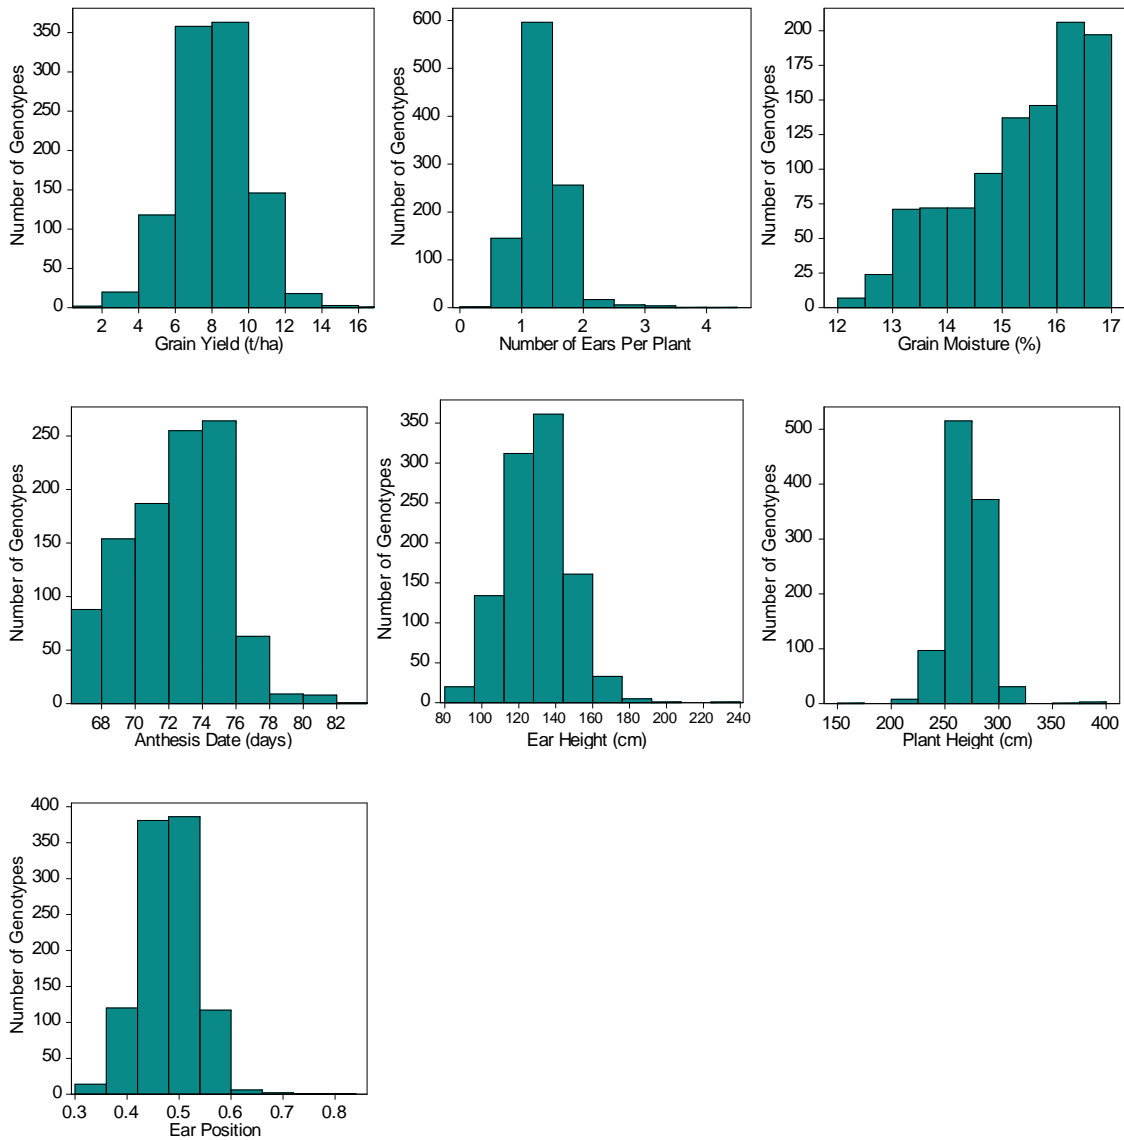 Number of Genotypes
350
300
250
200
150
100
50
0
2 4 6 8 10 12 14 16
Grain Yield (t/ha)
Number of Genotypes
600
500
400
300
200
100
0
0 1 2 3 4
Number of Ears Per Plant
Number of Genotypes
200
175
150
125
100
75
50
25
0
12 13 14 15 16 17
Grain Moisture (%)
Number of Genotypes
250
200
150
100
50
0
68 70 72 74 76 78 80 82
Anthesis Date (days)
Number of Genotypes
350
300
250
200
150
100
50
0
80 100 120 140 160 180 200 220 240
Ear Height (cm)
Number of Genotypes
500
400
300
200
100
0
150 200 250 300 350 400
Plant Height (cm)
Number of Genotypes
400
350
300
250
200
150
100
50
0
0.3 0.4 0.5 0.6 0.7 0.8
Ear Position